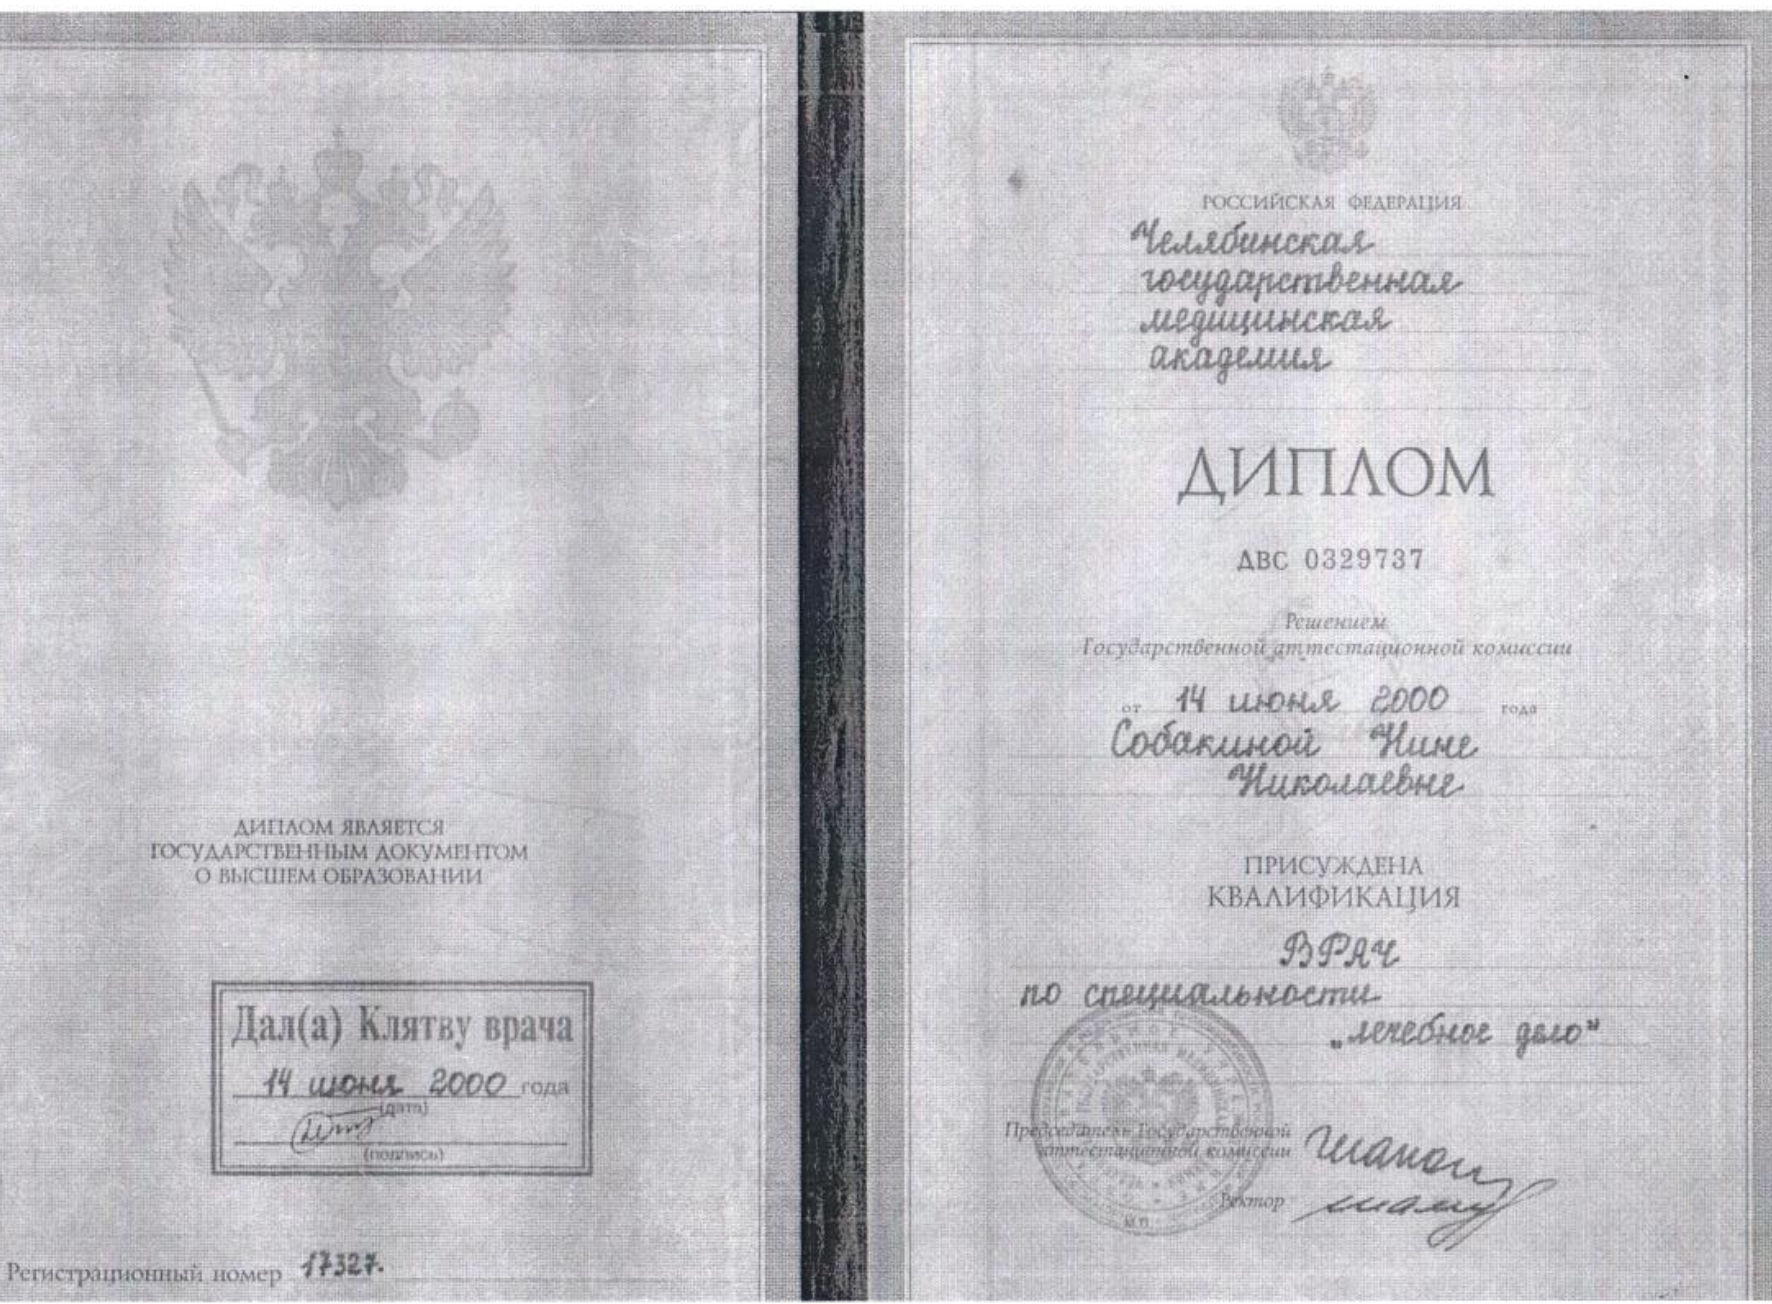 ДИПЛОМ ЯВЛЯЕТСЯ
ГОСУДАРСТВЕННЫМ ДОКУМЕНТОМ
О ВЫСШЕМ ОБРАЗОВАНИИ
Дал(а) Клятву врача
14 июня 2000 года
(дата)
(подпись)
Регистрационный номер 17327.
РОССИЙСКАЯ ФЕДЕРАЦИЯ
Челябинская
государственная
медицинская
академия
ДИПЛОМ
ДВС 0329737
Решением
Государственной аттестационной комиссии
от 14 июня 2000 года
Собакиной Нине
Николаевне
ПРИСУЖДЕНА
КВАЛИФИКАЦИЯ
ВРАЧ
по специальности
„лечебное дело"
Председатель Государственной
аттестационной комиссии
Ректор
М.П.